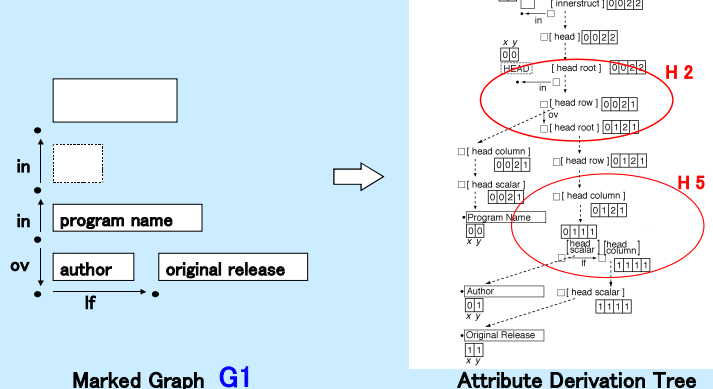 in
in
program name
ov
author
original release
lf
Marked Graph G1
[ innerstruct ] 0 0 2 2
in
[ head ] 0 0 2 2
x y
0 0
HEAD
[ head root ] 0 0 2 2
H 2
in
[ head row ] 0 0 2 1
ov
[ head root ] 0 1 2 1
[ head column ]
0 0 2 1
[ head row ] 0 1 2 1
[ head scalar ]
0 0 2 1
H 5
[ head column ]
0 1 2 1
Program Name
0 0
x y
0 1 1 1
[head scalar]
[head column]
lf
1 1 1 1
Author
0 1
x y
[ head scalar ]
1 1 1 1
Original Release
1 1
x y
Attribute Derivation Tree